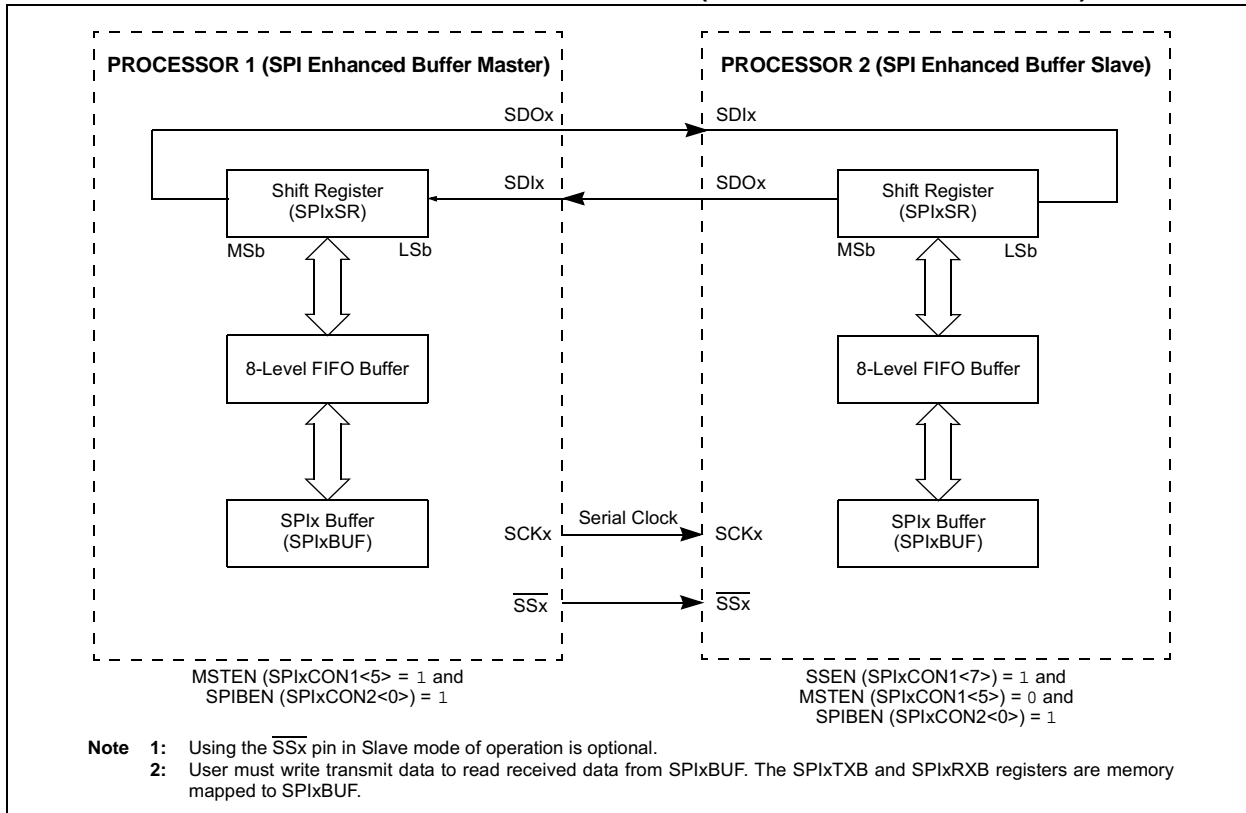 PROCESSOR 1 (SPI Enhanced Buffer Master)
PROCESSOR 2 (SPI Enhanced Buffer Slave)
SDOx
SDIx
SDIx
SDOx
Shift Register
(SPIxSR)
Shift Register
(SPIxSR)
MSb
LSb
MSb
LSb
8-Level FIFO Buffer
8-Level FIFO Buffer
SPIx Buffer
(SPIxBUF)
SPIx Buffer
(SPIxBUF)
SCKx
Serial Clock
SCKx
SSx
SSx
MSTEN (SPIxCON1<5> = 1 and
SPIBEN (SPIxCON2<0>) = 1
SSEN (SPIxCON1<7>) = 1 and
MSTEN (SPIxCON1<5>) = 0 and
SPIBEN (SPIxCON2<0>) = 1
Note 1: Using the SSx pin in Slave mode of operation is optional.
2: User must write transmit data to read received data from SPIxBUF. The SPIxTXB and SPIxRXB registers are memory
mapped to SPIxBUF.